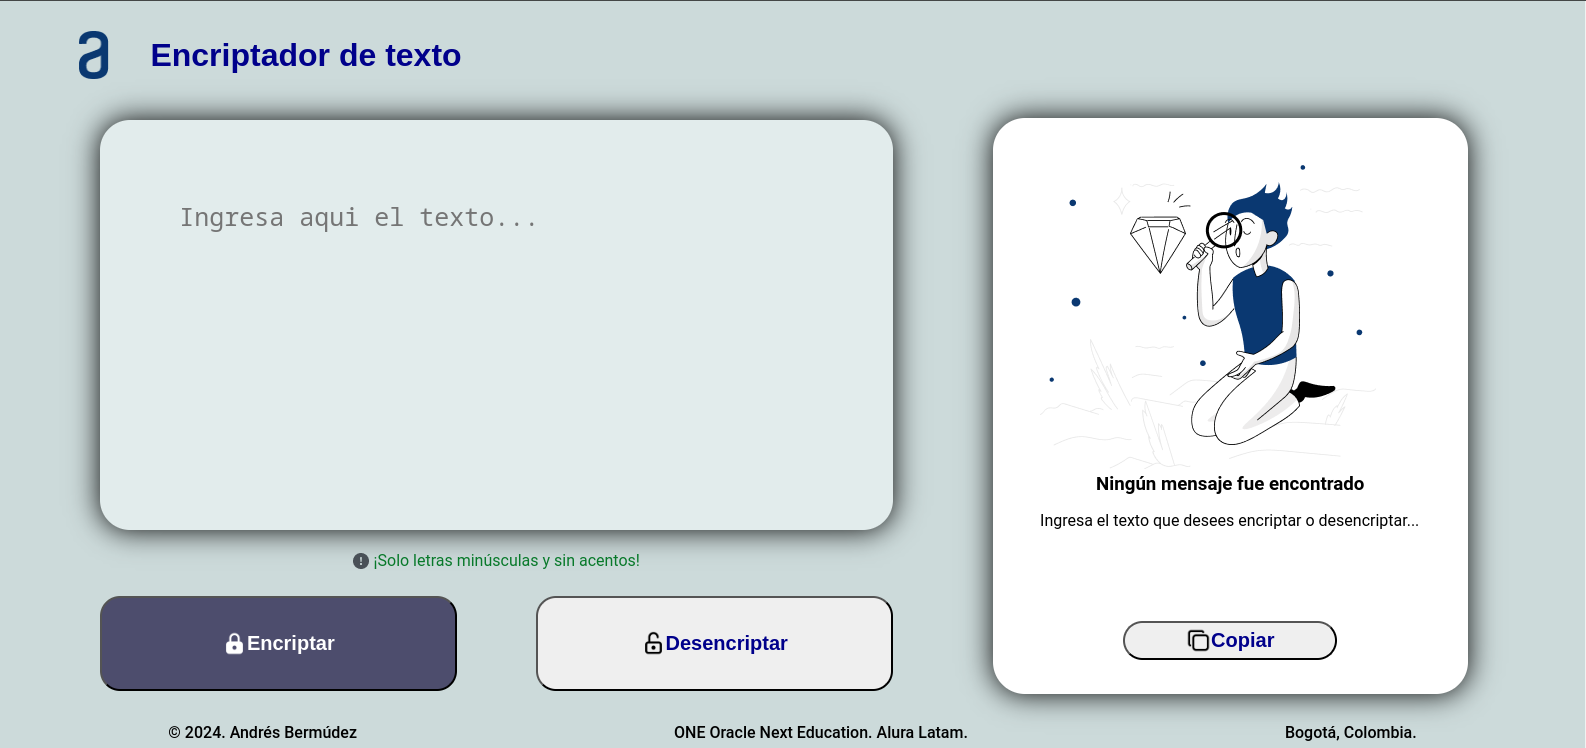 a
Encriptador de texto
Ingresa aqui el texto...
¡Solo letras minúsculas y sin acentos!
Encriptar
Desencriptar
Ningún mensaje fue encontrado
Ingresa el texto que desees encriptar o desencriptar...
Copiar
© 2024. Andrés Bermúdez
ONE Oracle Next Education. Alura Latam.
Bogotá, Colombia.